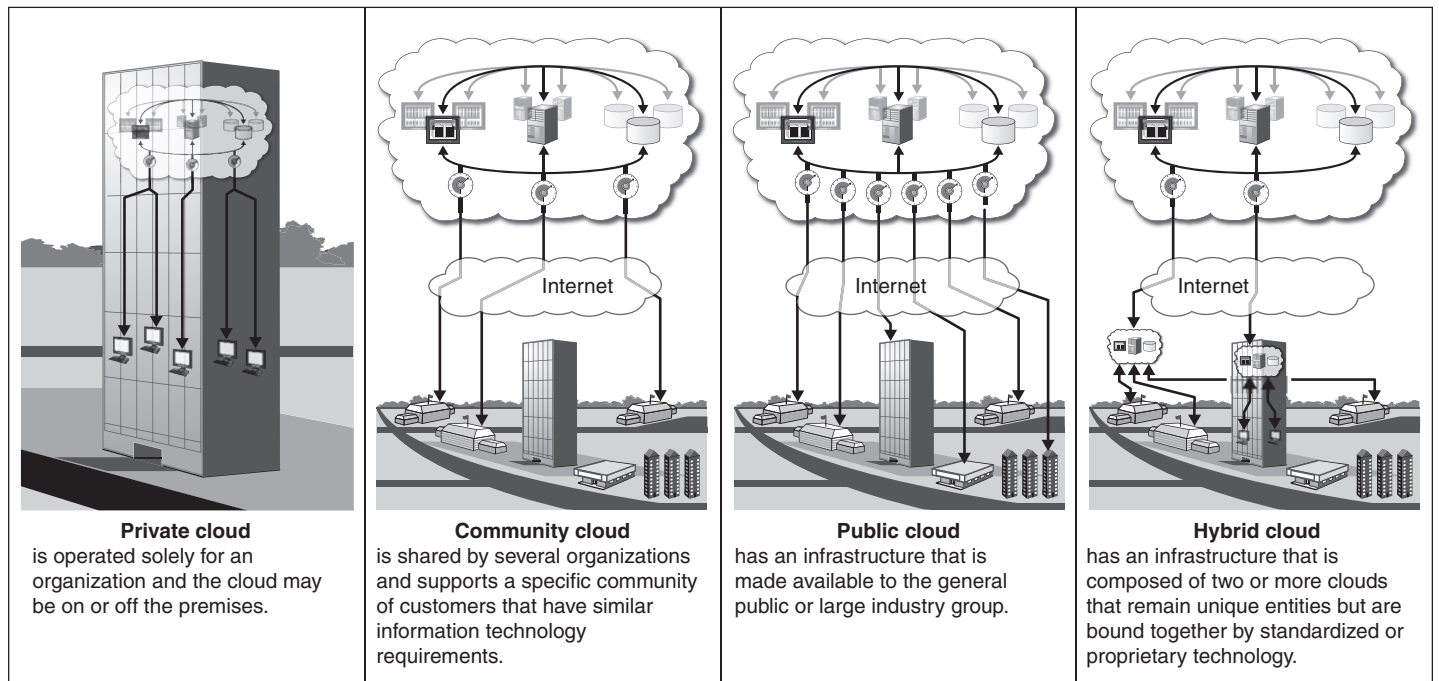 Internet
Internet
Internet
Private cloud
is operated solely for an
organization and the cloud may
be on or off the premises.
Community cloud
is shared by several organizations
and supports a specific community
of customers that have similar
information technology
requirements.
Public cloud
has an infrastructure that is
made available to the general
public or large industry group.
Hybrid cloud
has an infrastructure that is
composed of two or more clouds
that remain unique entities but are
bound together by standardized or
proprietary technology.